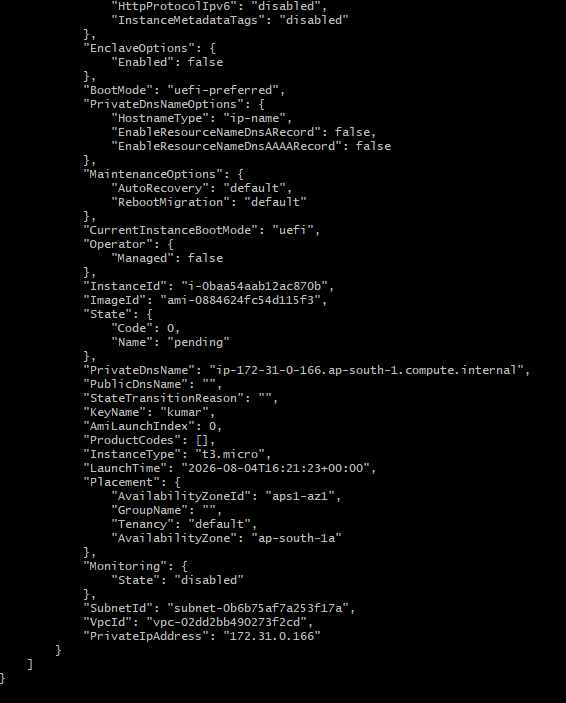 "HttpProtocolIpv6": "disabled",
"InstanceMetadataTags": "disabled"
},
"EnclaveOptions": {
"Enabled": false
},
"BootMode": "uefi-preferred",
"PrivateDnsNameOptions": {
"HostnameType": "ip-name",
"EnableResourceNameDnsARecord": false,
"EnableResourceNameDnsAAAARecord": false
},
"MaintenanceOptions": {
"AutoRecovery": "default",
"RebootMigration": "default"
},
"CurrentInstanceBootMode": "uefi",
"Operator": {
"Managed": false
},
"InstanceId": "i-0baa54aab12ac870b",
"ImageId": "ami-0884624fc54d115f3",
"State": {
"Code": 0,
"Name": "pending"
},
"PrivateDnsName": "ip-172-31-0-166.ap-south-1.compute.internal",
"PublicDnsName": "",
"StateTransitionReason": "",
"KeyName": "kumar",
"AmiLaunchIndex": 0,
"ProductCodes": [],
"InstanceType": "t3.micro",
"LaunchTime": "2026-08-04T16:21:23+00:00",
"Placement": {
"AvailabilityZoneId": "aps1-az1",
"GroupName": "",
"Tenancy": "default",
"AvailabilityZone": "ap-south-1a"
},
"Monitoring": {
"State": "disabled"
},
"SubnetId": "subnet-0b6b75af7a253f17a",
"VpcId": "vpc-02dd2bb490273f2cd",
"PrivateIpAddress": "172.31.0.166"
}
]
}